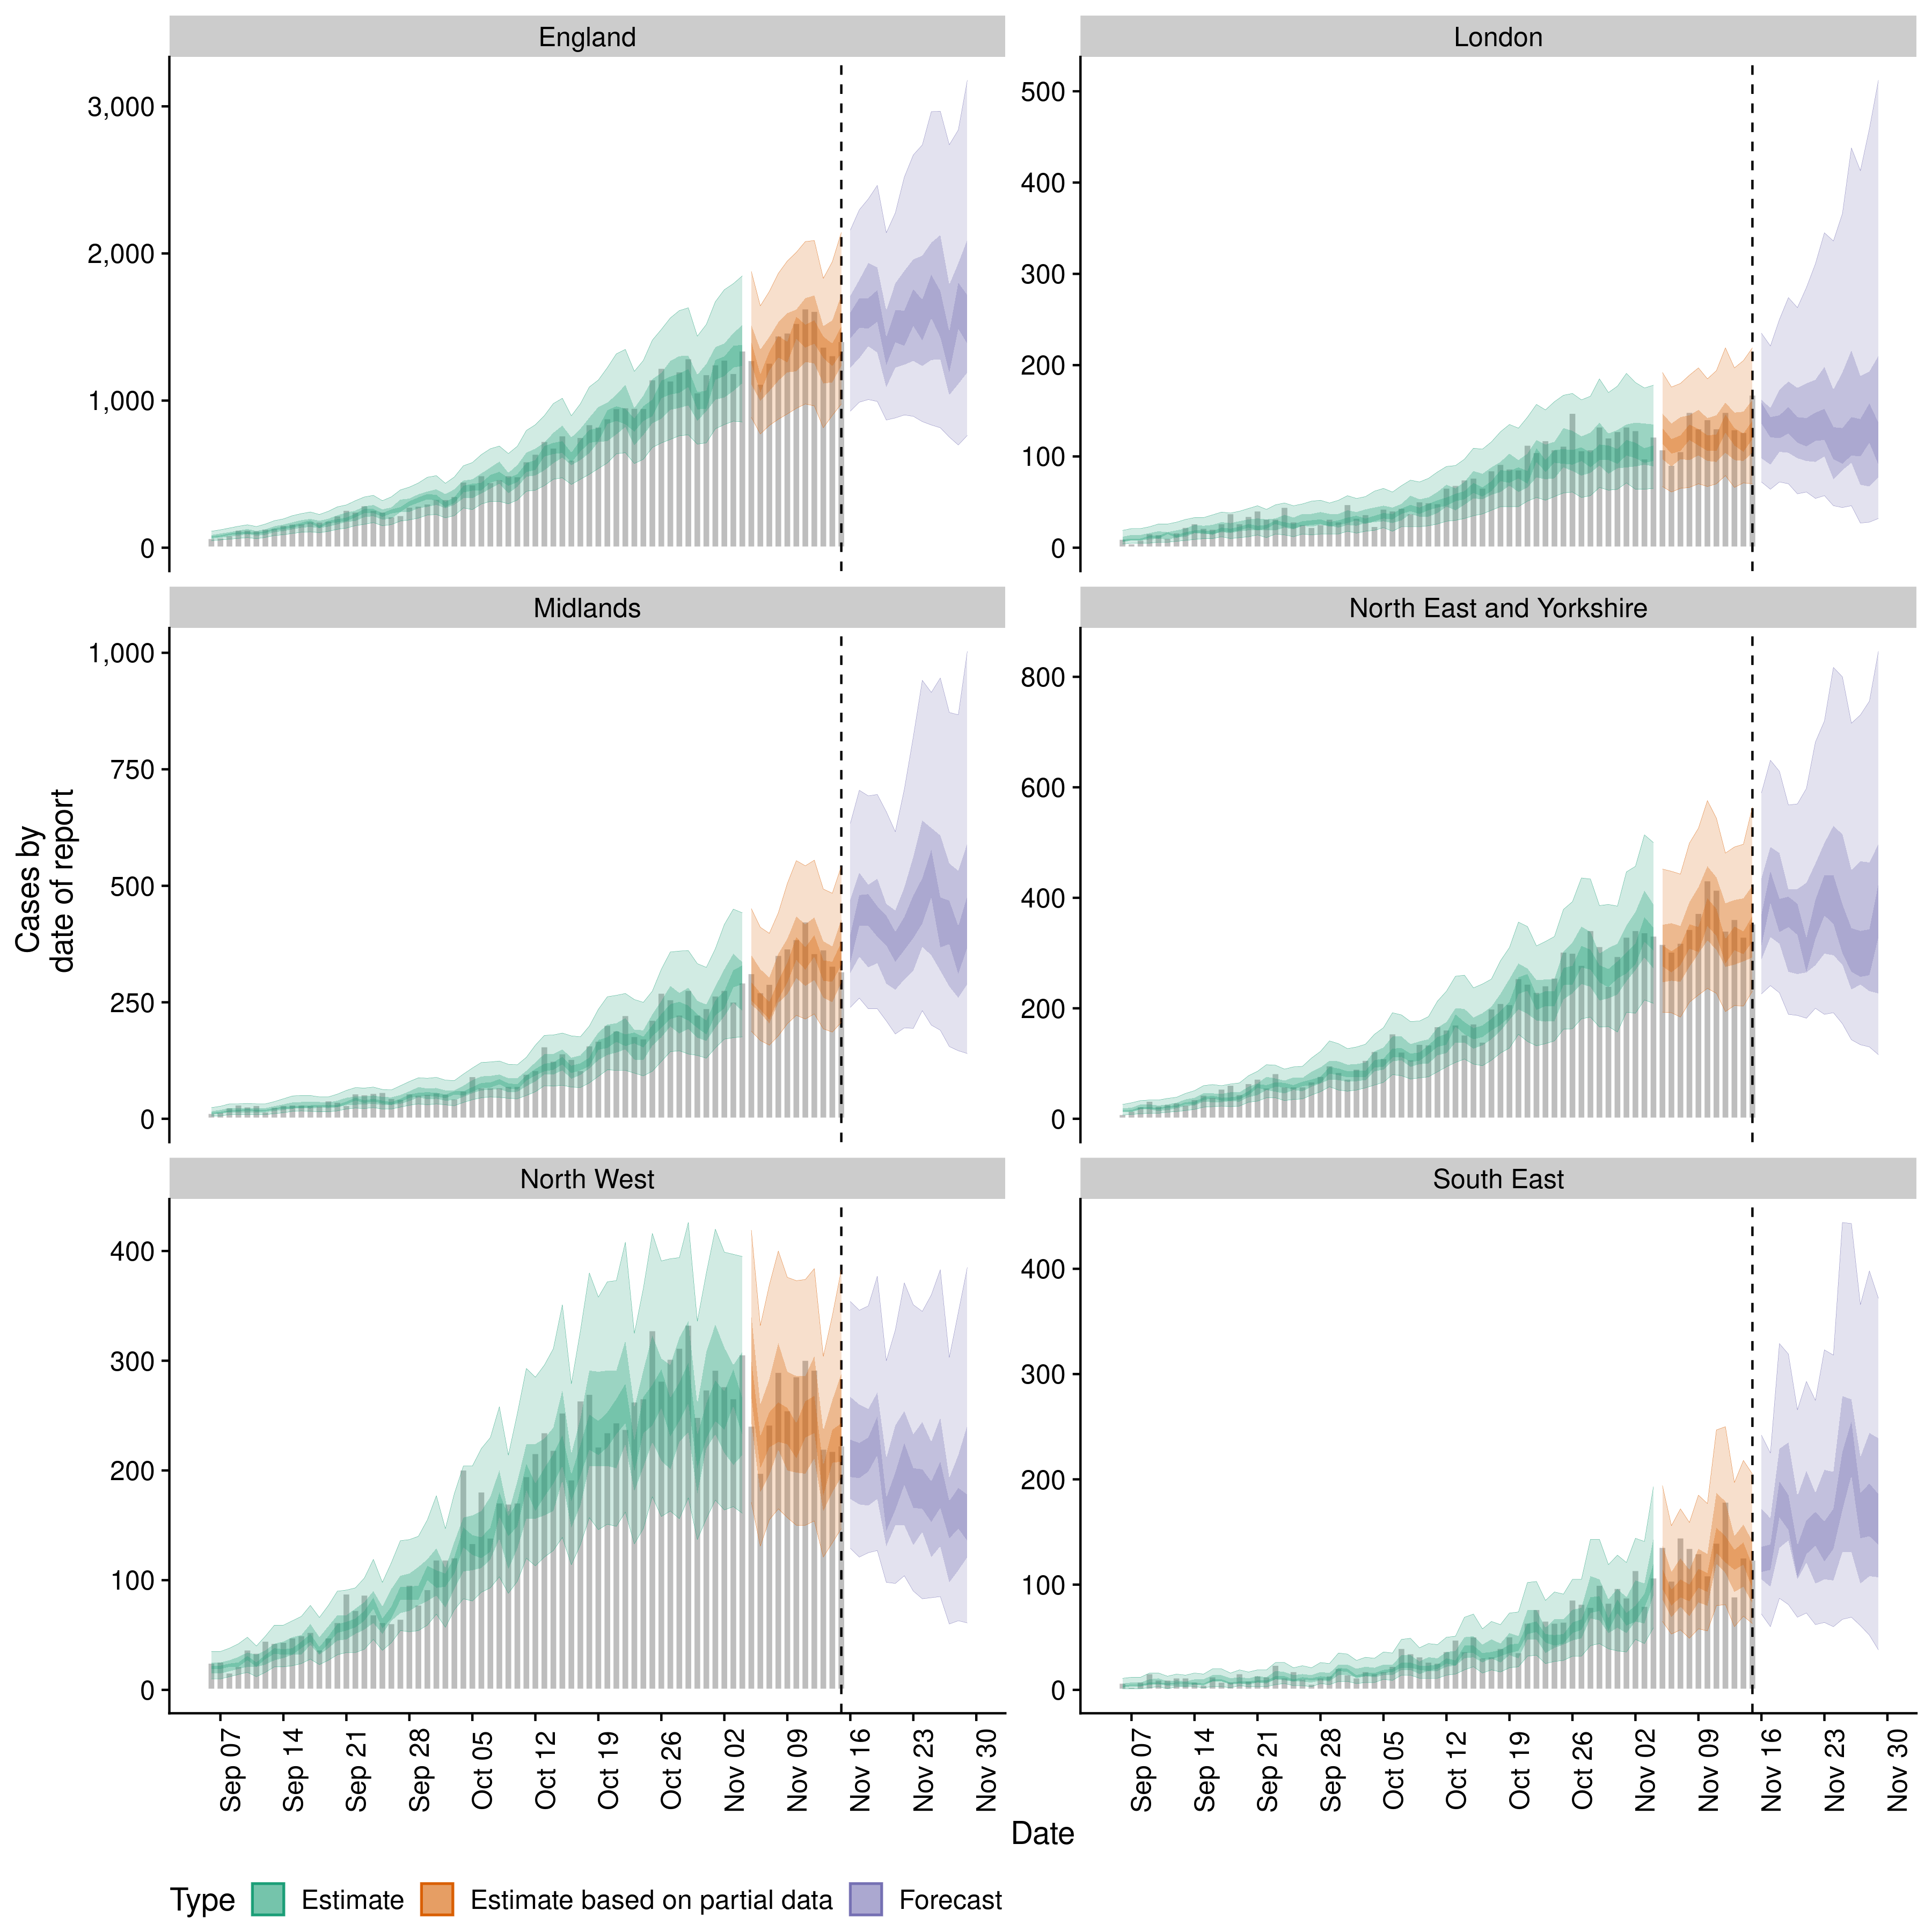 England
London
3,000
2,000
1,000
0
500
400
300
200
100
0
Midlands
North East and Yorkshire
1,000
750
500
250
0
800
600
400
200
0
Cases by
date of report
North West
South East
400
300
200
100
0
400
300
200
100
0
Sep 07
Sep 14
Sep 21
Sep 28
Oct 05
Oct 12
Oct 19
Oct 26
Nov 02
Nov 09
Nov 16
Nov 23
Nov 30
Sep 07
Sep 14
Sep 21
Sep 28
Oct 05
Oct 12
Oct 19
Oct 26
Nov 02
Nov 09
Nov 16
Nov 23
Nov 30
Date
Type Estimate Estimate based on partial data Forecast